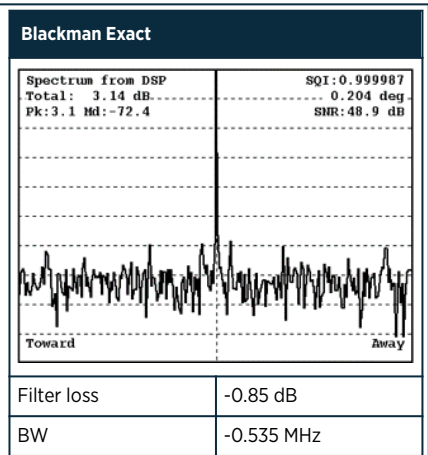 Blackman Exact
Spectrum from DSP SQI:0.999987
Total: 3.14 dB 0.204 deg
Pk:3.1 Md:-72.4 SNR:48.9 dB
Toward Away
Filter loss -0.85 dB
BW -0.535 MHz